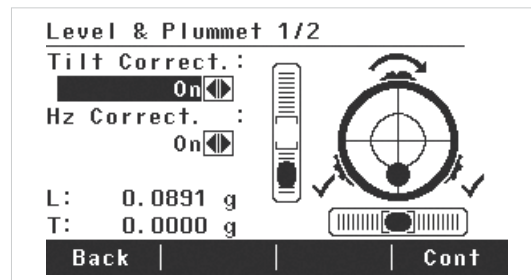 Level & Plummet 1/2
Tilt Correct.:
On
Hz Correct. :
On
L: 0.0891 g
T: 0.0000 g
Back Cont